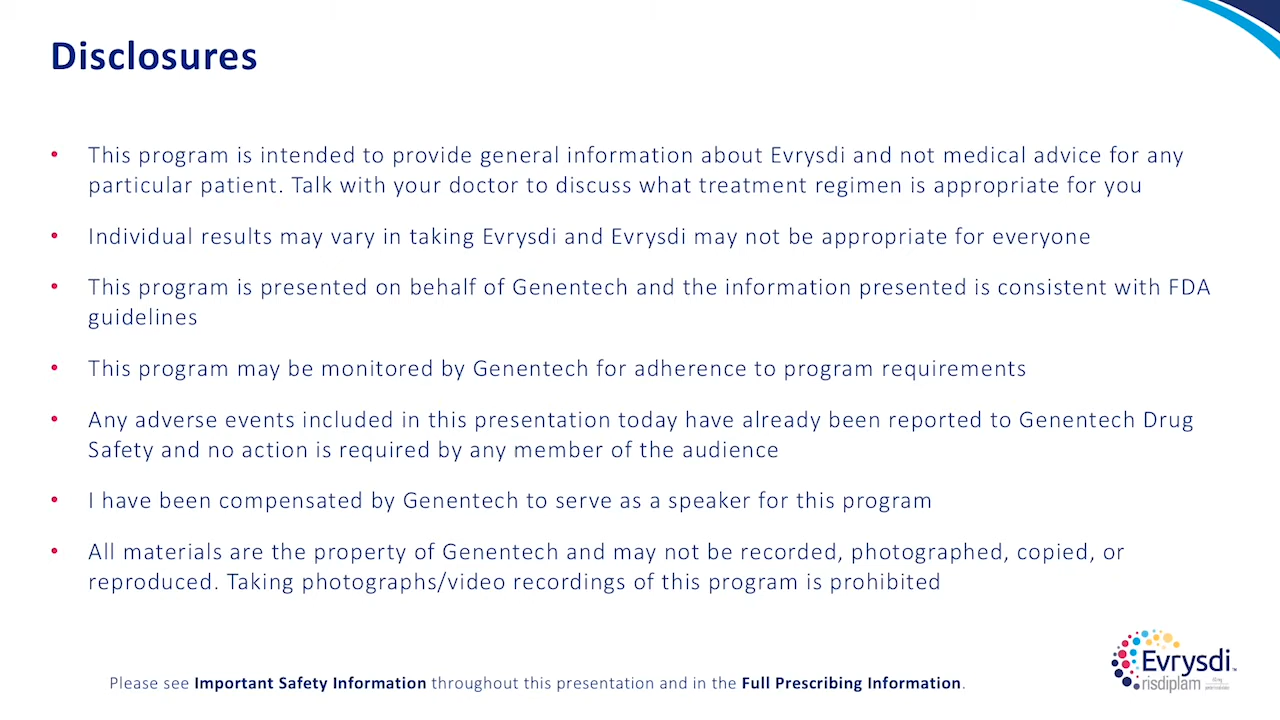 Disclosures
• This program is intended to provide general information about Evrysdi and not medical advice for any
particular patient. Talk with your doctor to discuss what treatment regimen is appropriate for you
• Individual results may vary in taking Evrysdi and Evrysdi may not be appropriate for everyone
• This program is presented on behalf of Genentech and the information presented is consistent with FDA
guidelines
• This program may be monitored by Genentech for adherence to program requirements
• Any adverse events included in this presentation today have already been reported to Genentech Drug
Safety and no action is required by any member of the audience
• I have been compensated by Genentech to serve as a speaker for this program
• All materials are the property of Genentech and may not be recorded, photographed, copied, or
reproduced. Taking photographs/video recordings of this program is prohibited
Evrysdi™
risdiplam
Please see Important Safety Information throughout this presentation and in the Full Prescribing Information.